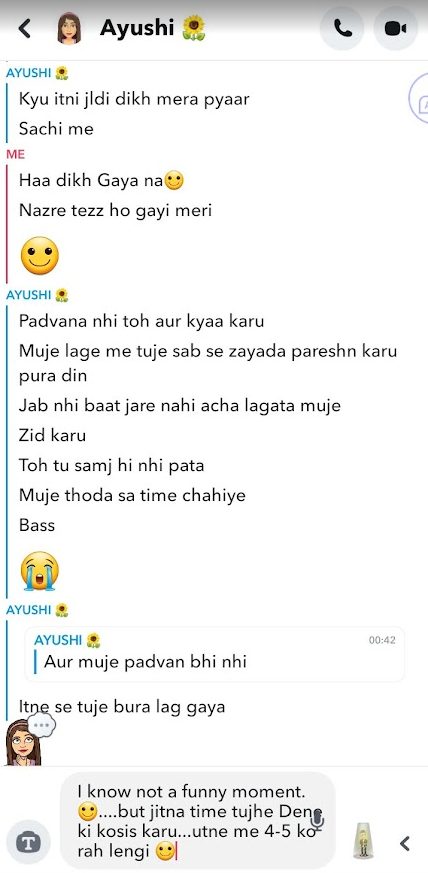 Ayushi
AYUSHI
Kyu itni jldi dikh mera pyaar
Sachi me
ME
Haa dikh Gaya na
Nazre tezz ho gayi meri
AYUSHI
Padvana nhi toh aur kyaa karu
Muje lage me tuje sab se zayada pareshn karu
pura din
Jab nhi baat jare nahi acha lagata muje
Zid karu
Toh tu samj hi nhi pata
Muje thoda sa time chahiye
Bass
AYUSHI
AYUSHI 00:42
Aur muje padvan bhi nhi
Itne se tuje bura lag gaya
I know not a funny moment.
....but jitna time tujhe Dene
ki kosis karu...utne me 4-5 ko
rah lengi
T